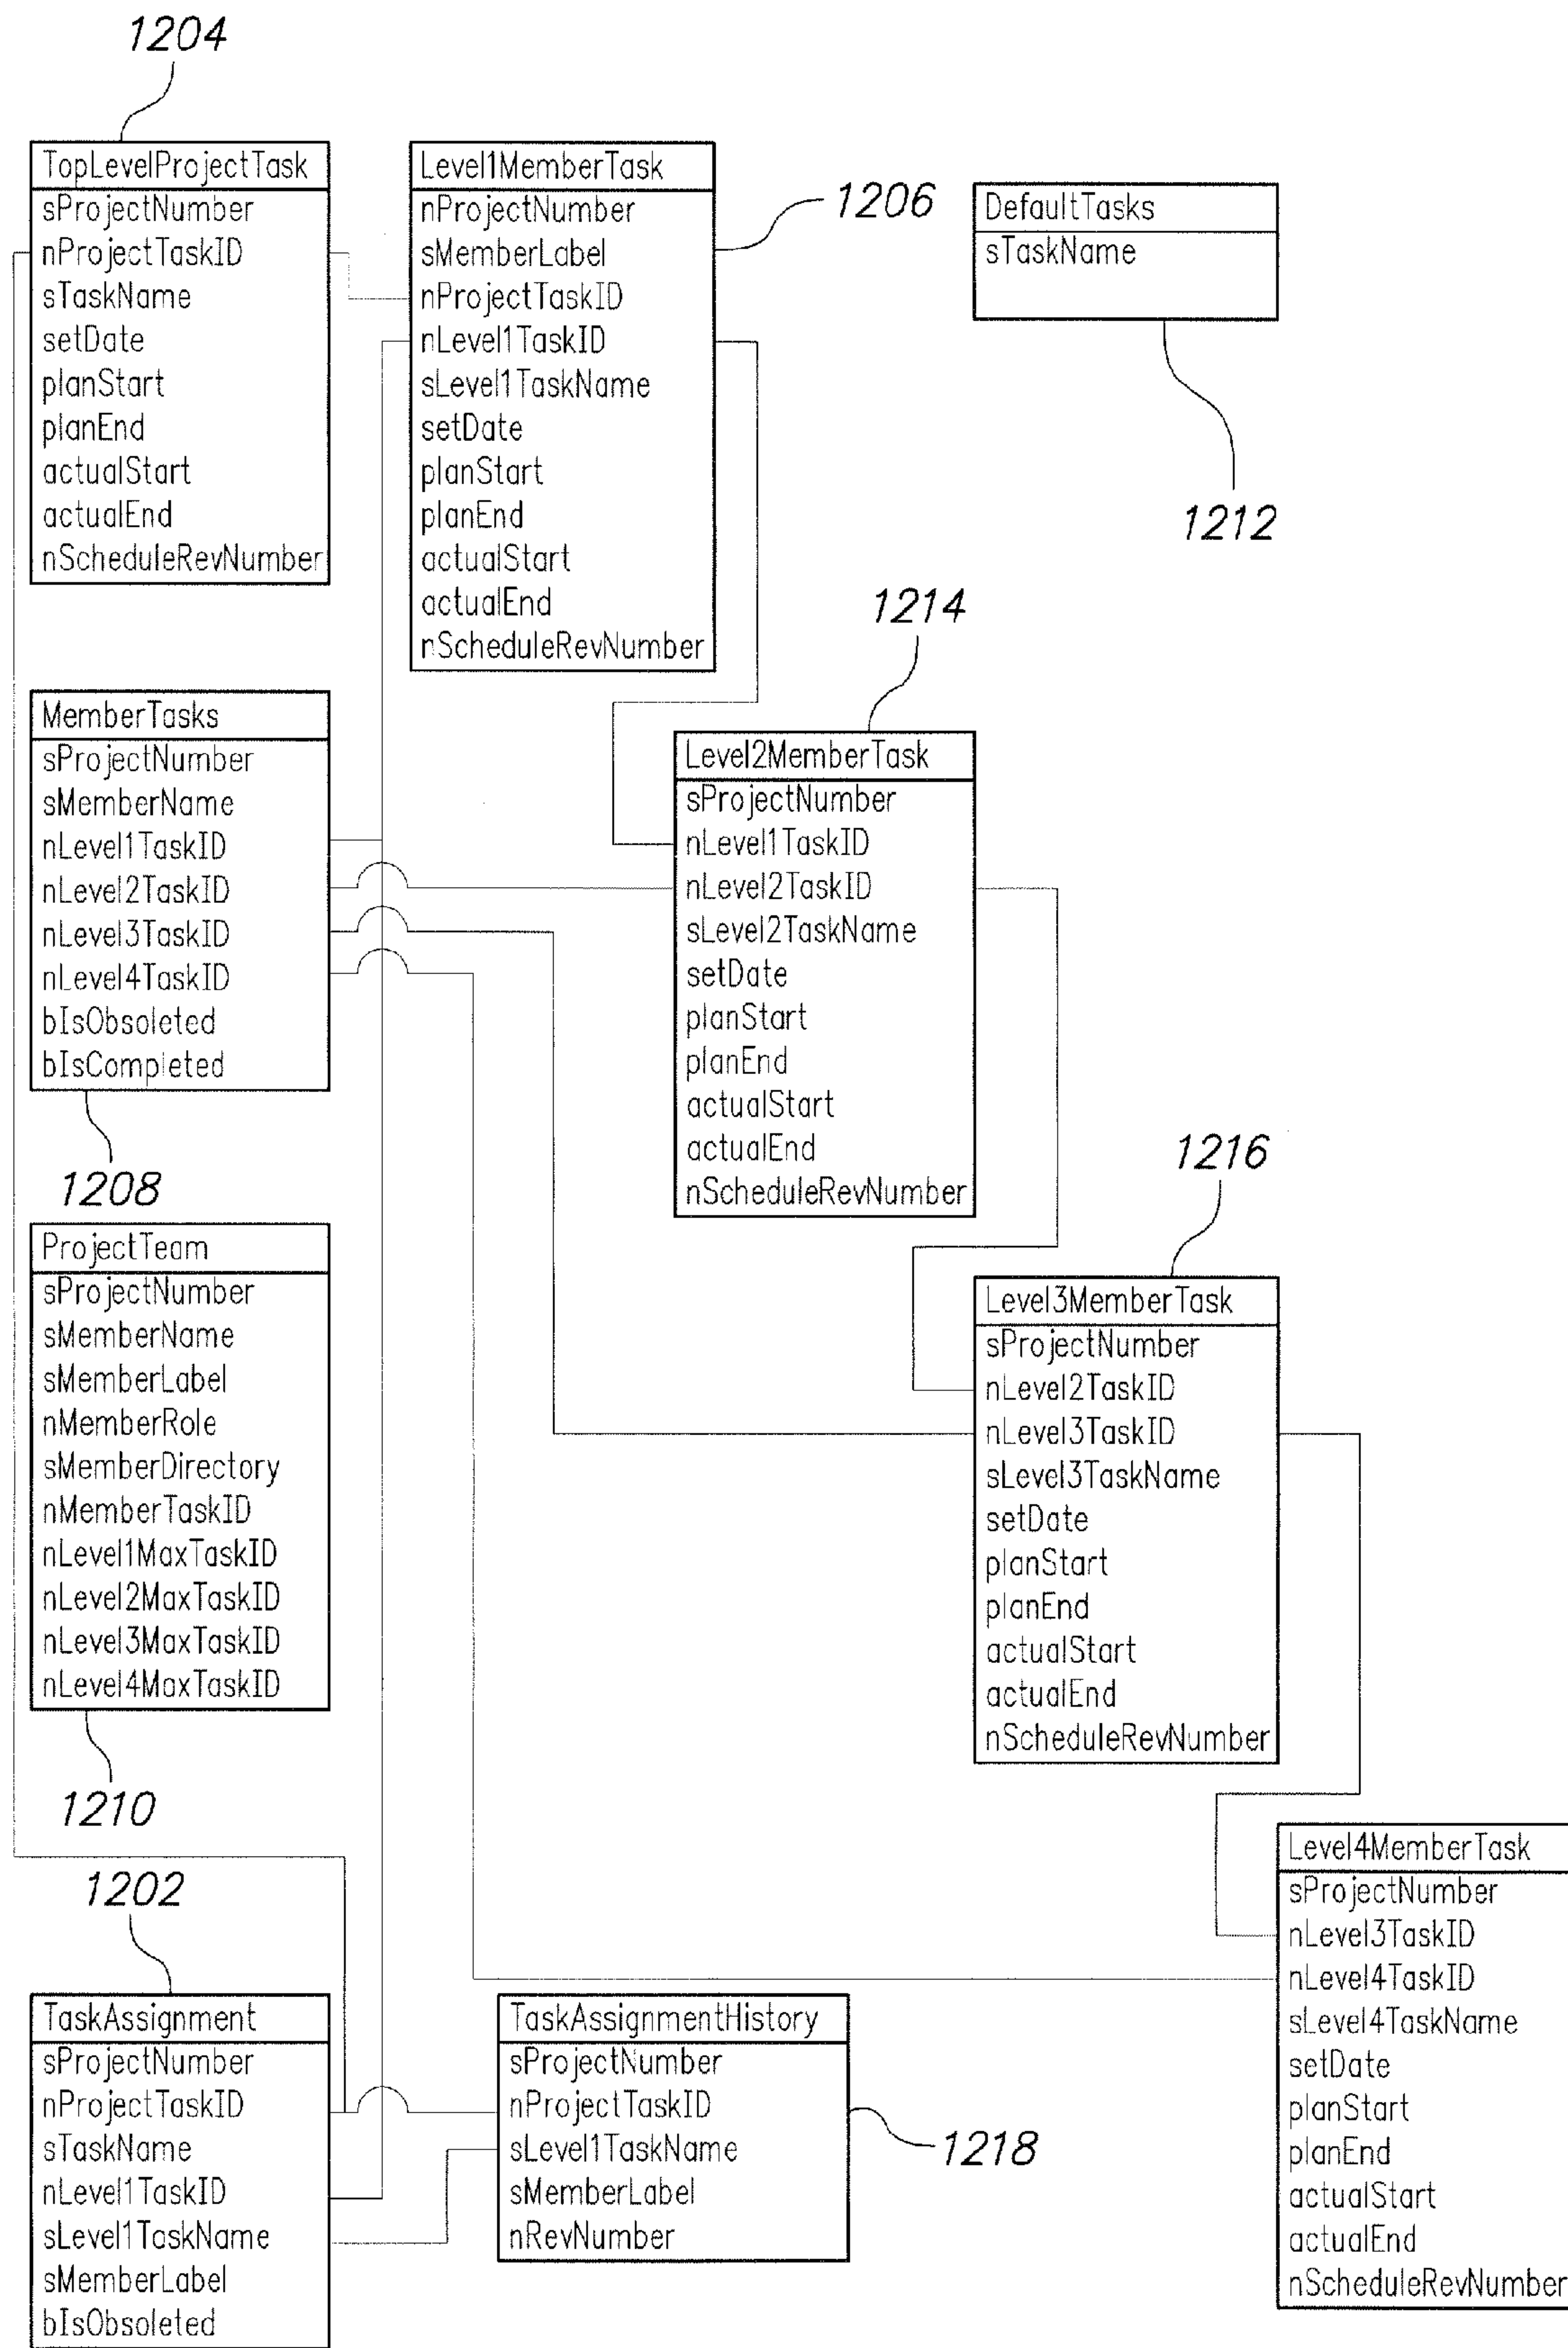 1204
TopLevelProjectTask
sProjectNumber
nProjectTaskID
sTaskName
setDate
planStart
planEnd
actualStart
actualEnd
nScheduleRevNumber
Level1MemberTask
nProjectNumber
sMemberLabel
nProjectTaskID
nLevel1TaskID
sLevel1TaskName
setDate
planStart
planEnd
actualStart
actualEnd
nScheduleRevNumber
1206
DefaultTasks
sTaskName
1212
MemberTasks
sProjectNumber
sMemberName
nLevel1TaskID
nLevel2TaskID
nLevel3TaskID
nLevel4TaskID
bIsObsoleted
bIsCompleted
1208
1214
Level2MemberTask
sProjectNumber
nLevel1TaskID
nLevel2TaskID
sLevel2TaskName
setDate
planStart
planEnd
actualStart
actualEnd
nScheduleRevNumber
ProjectTeam
sProjectNumber
sMemberName
sMemberLabel
nMemberRole
sMemberDirectory
nMemberTaskID
nLevel1MaxTaskID
nLevel2MaxTaskID
nLevel3MaxTaskID
nLevel4MaxTaskID
1210
1216
Level3MemberTask
sProjectNumber
nLevel2TaskID
nLevel3TaskID
sLevel3TaskName
setDate
planStart
planEnd
actualStart
actualEnd
nScheduleRevNumber
1202
TaskAssignment
sProjectNumber
nProjectTaskID
sTaskName
nLevel1TaskID
sLevel1TaskName
sMemberLabel
bIsObsoleted
TaskAssignmentHistory
sProjectNumber
nProjectTaskID
sLevel1TaskName
sMemberLabel
nRevNumber
1218
Level4MemberTask
sProjectNumber
nLevel3TaskID
nLevel4TaskID
sLevel4TaskName
setDate
planStart
planEnd
actualStart
actualEnd
nScheduleRevNumber